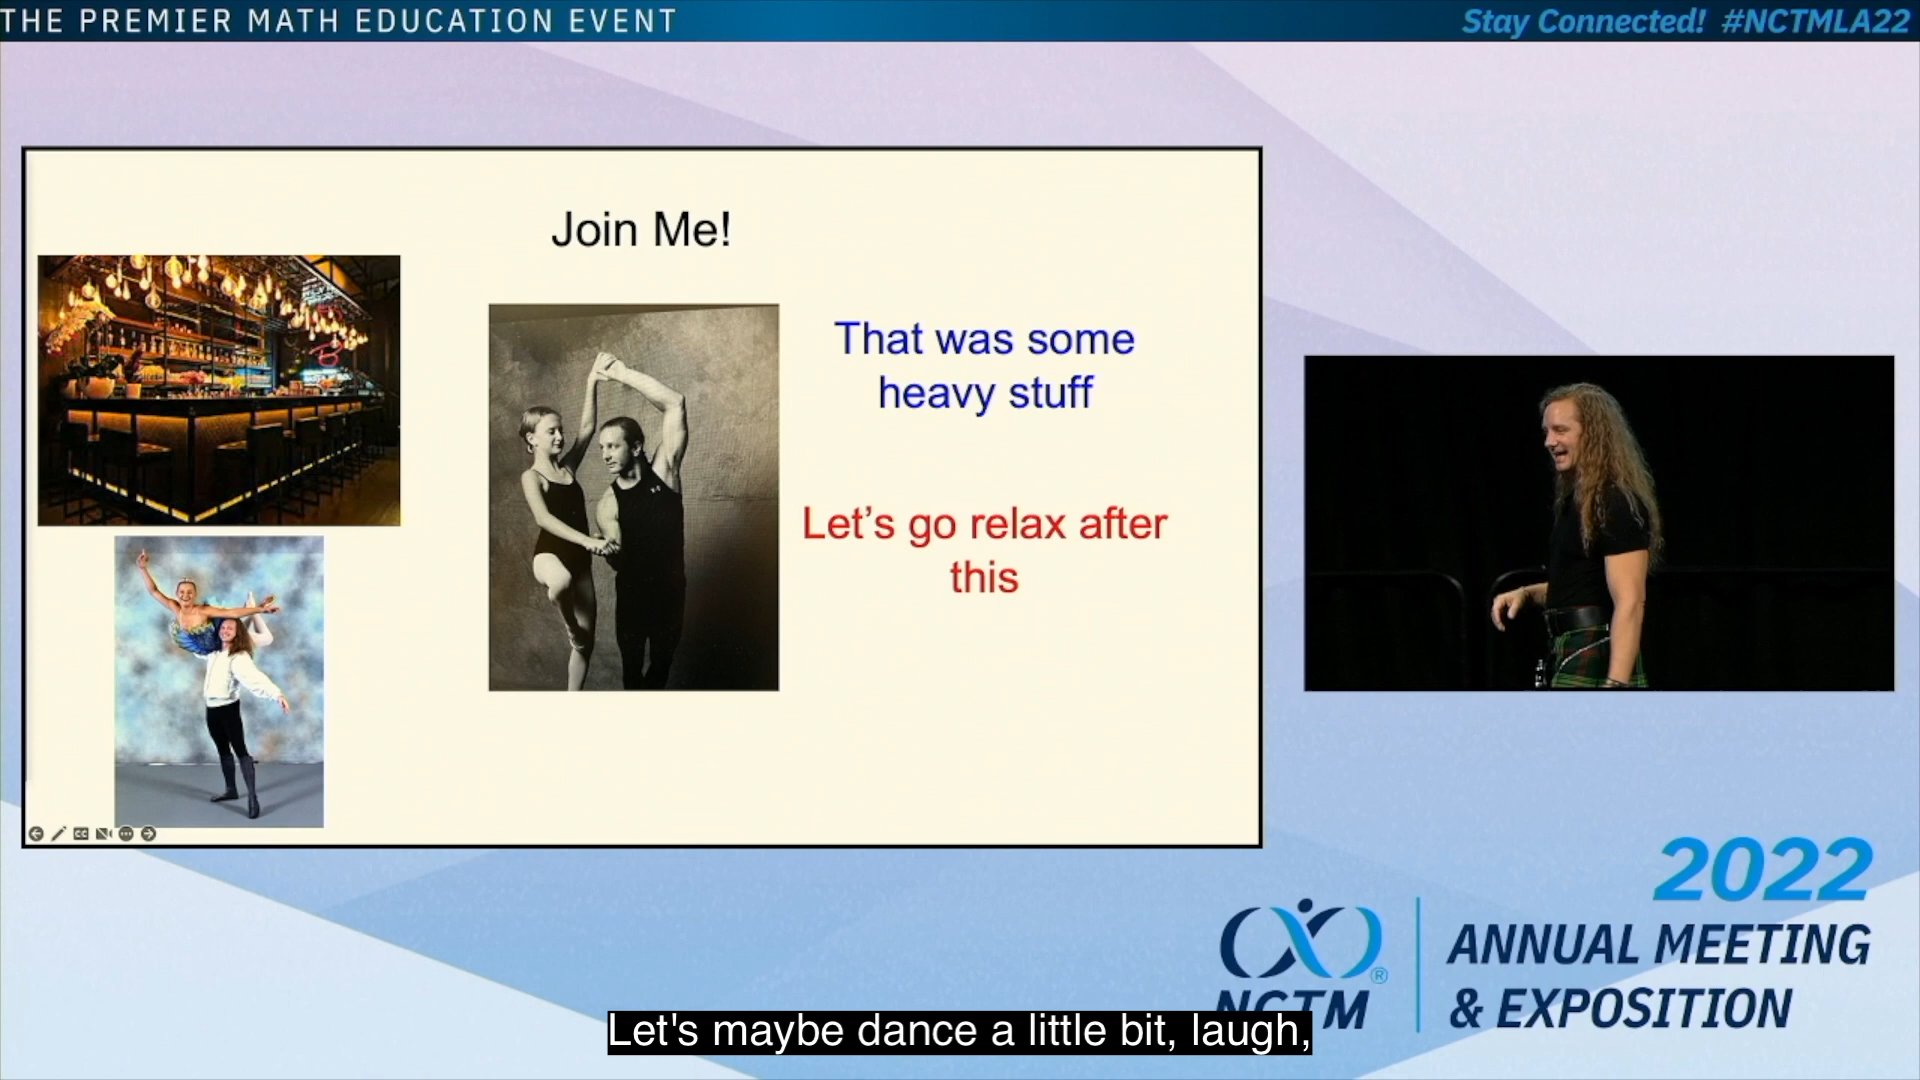 THE PREMIER MATH EDUCATION EVENT
Stay Connected! #NCTMLA22
Join Me!
That was some
heavy stuff
Let's go relax after
this
2022
ANNUAL MEETING
& EXPOSITION
NCTM
®
Let's maybe dance a little bit, laugh,